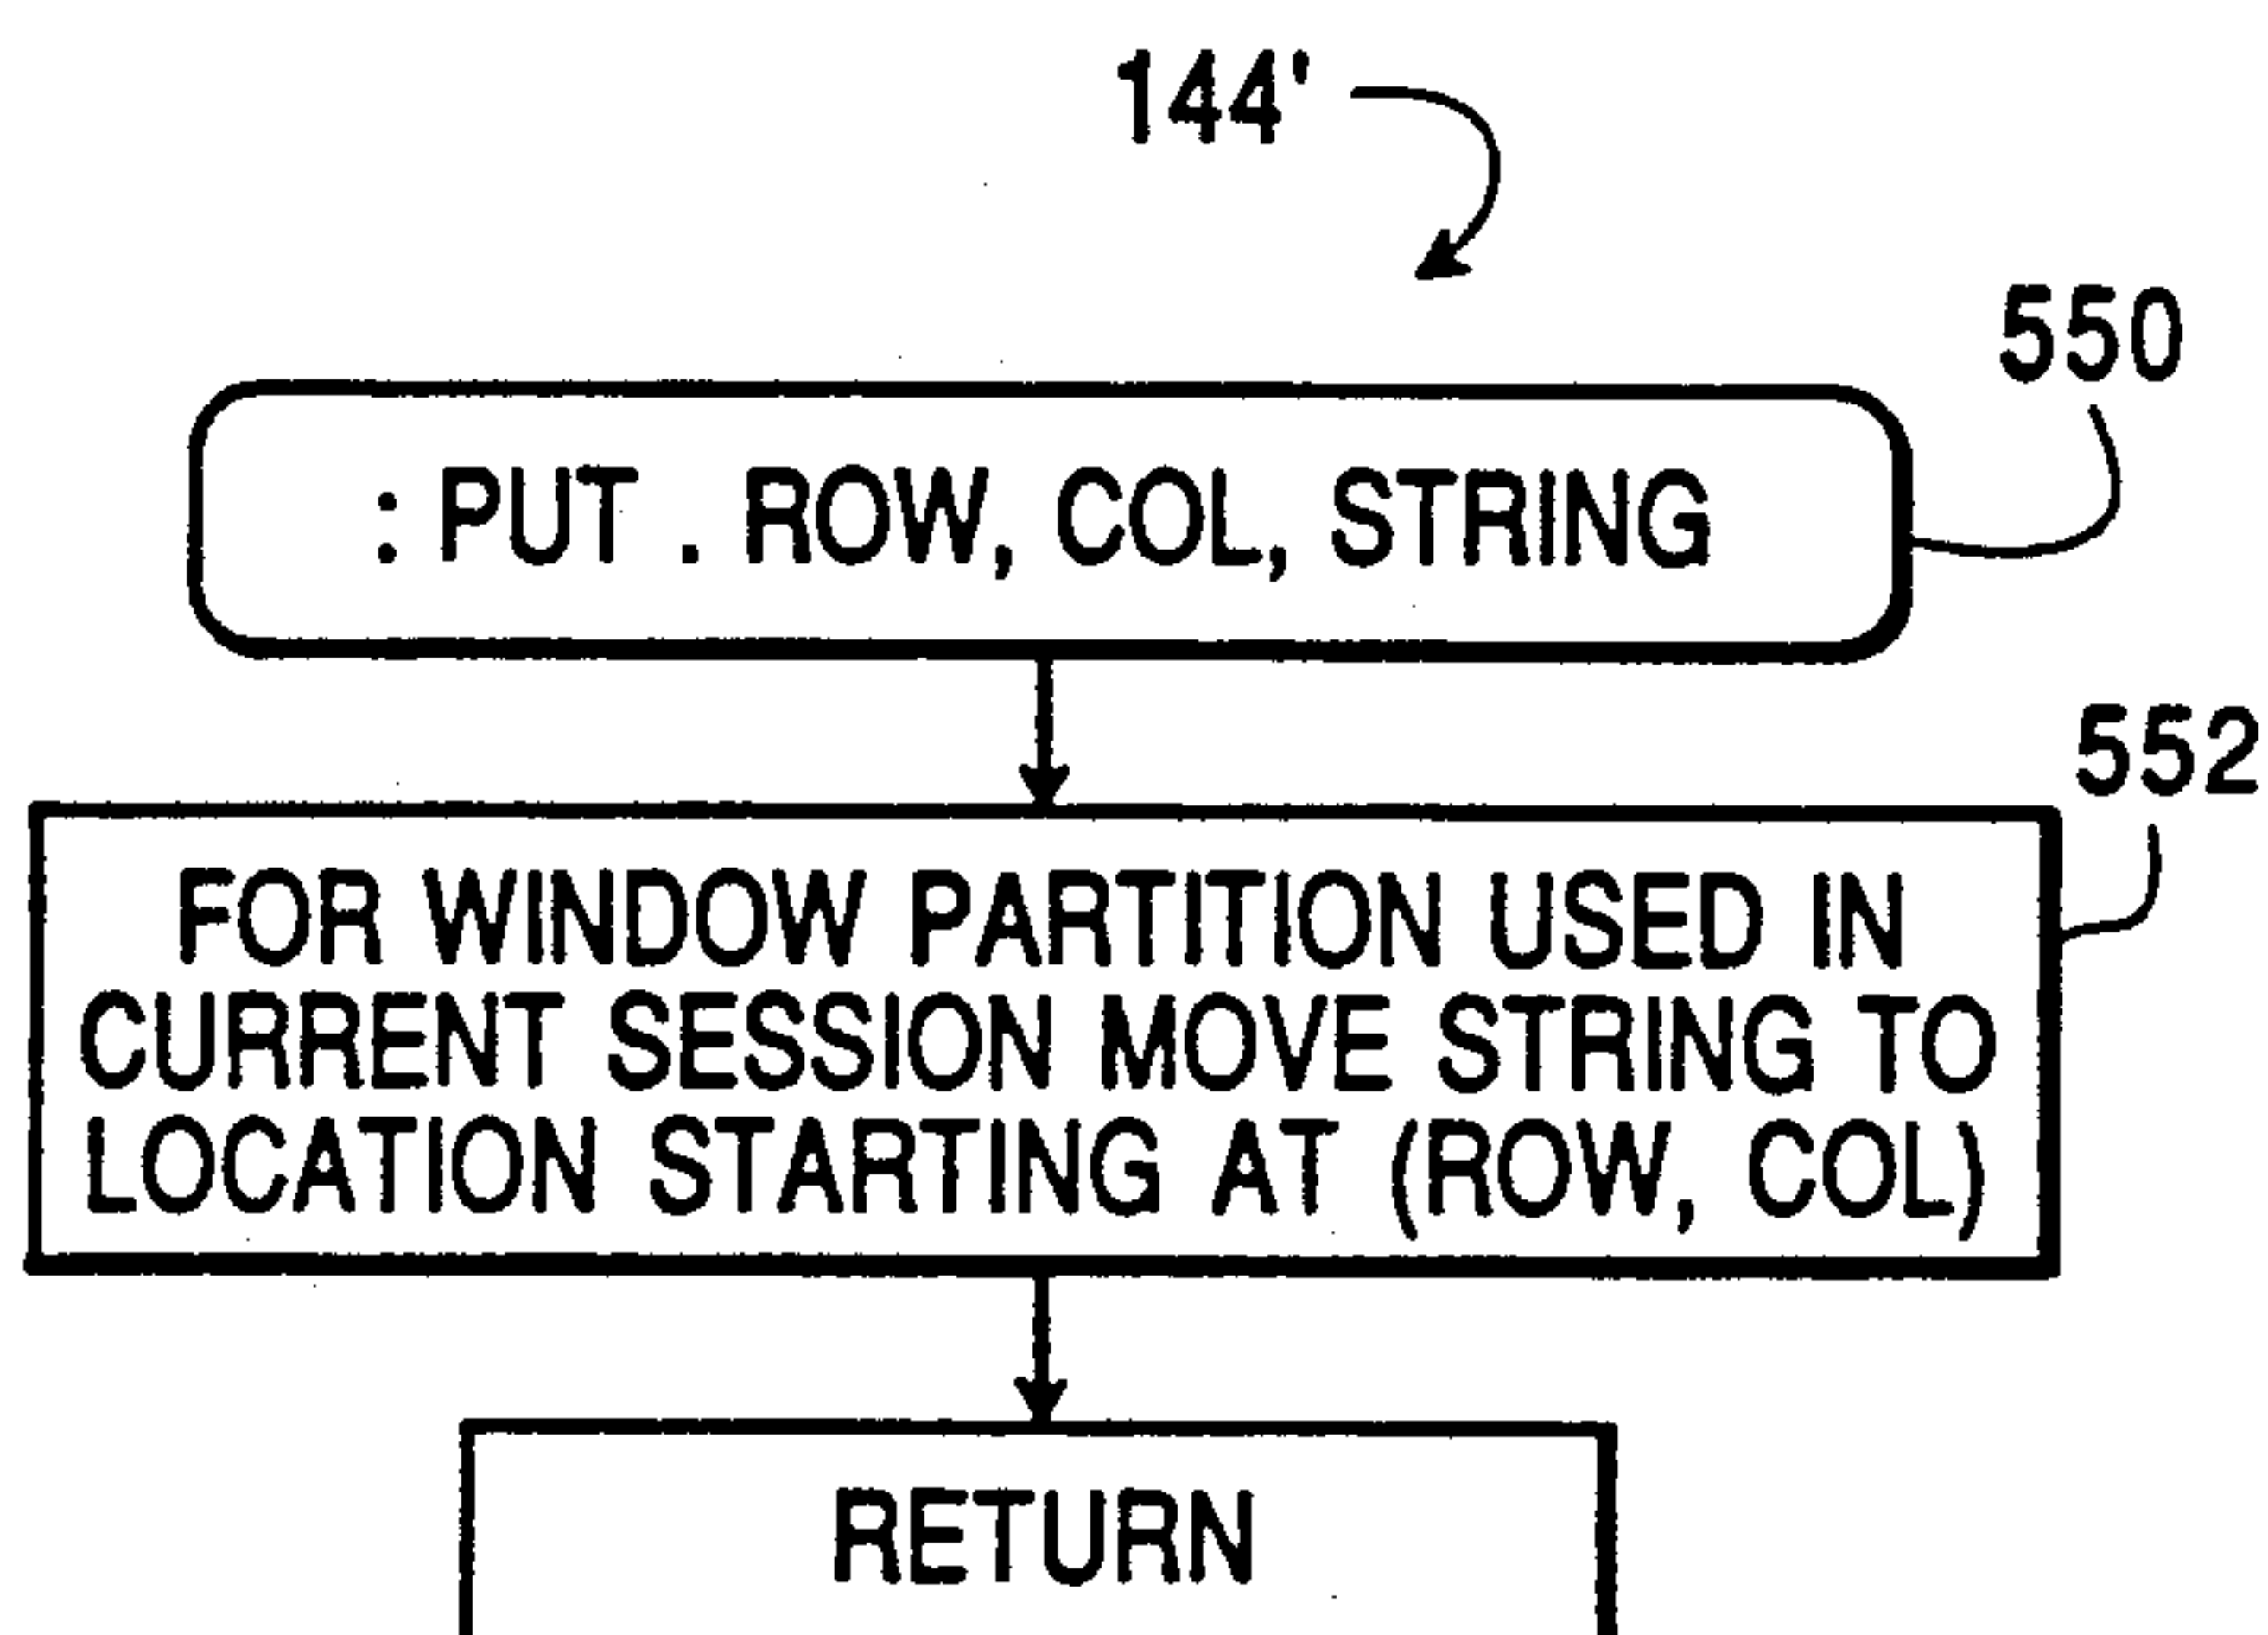 144'
550
: PUT . ROW, COL, STRING
552
FOR WINDOW PARTITION USED IN
CURRENT SESSION MOVE STRING TO
LOCATION STARTING AT (ROW, COL)
RETURN